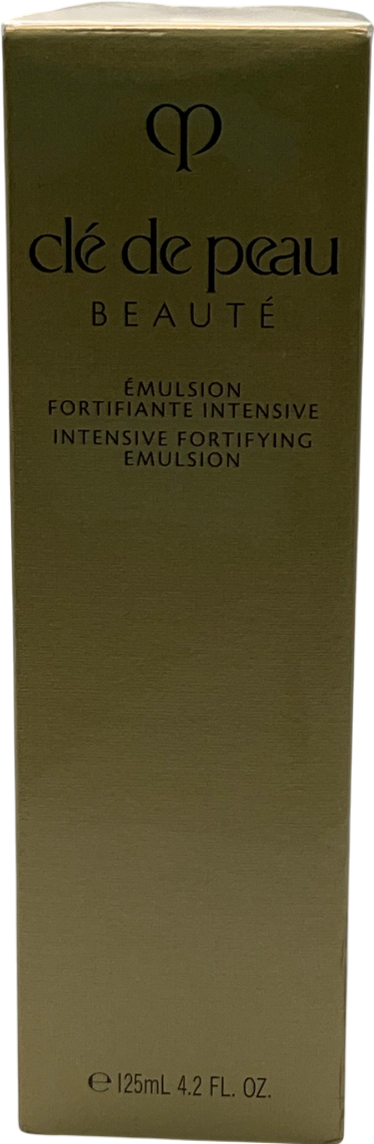 clé de peau
BEAUTÉ
ÉMULSION
FORTIFIANTE INTENSIVE
INTENSIVE FORTIFYING
EMULSION
℮125mL 4.2 FL. OZ.